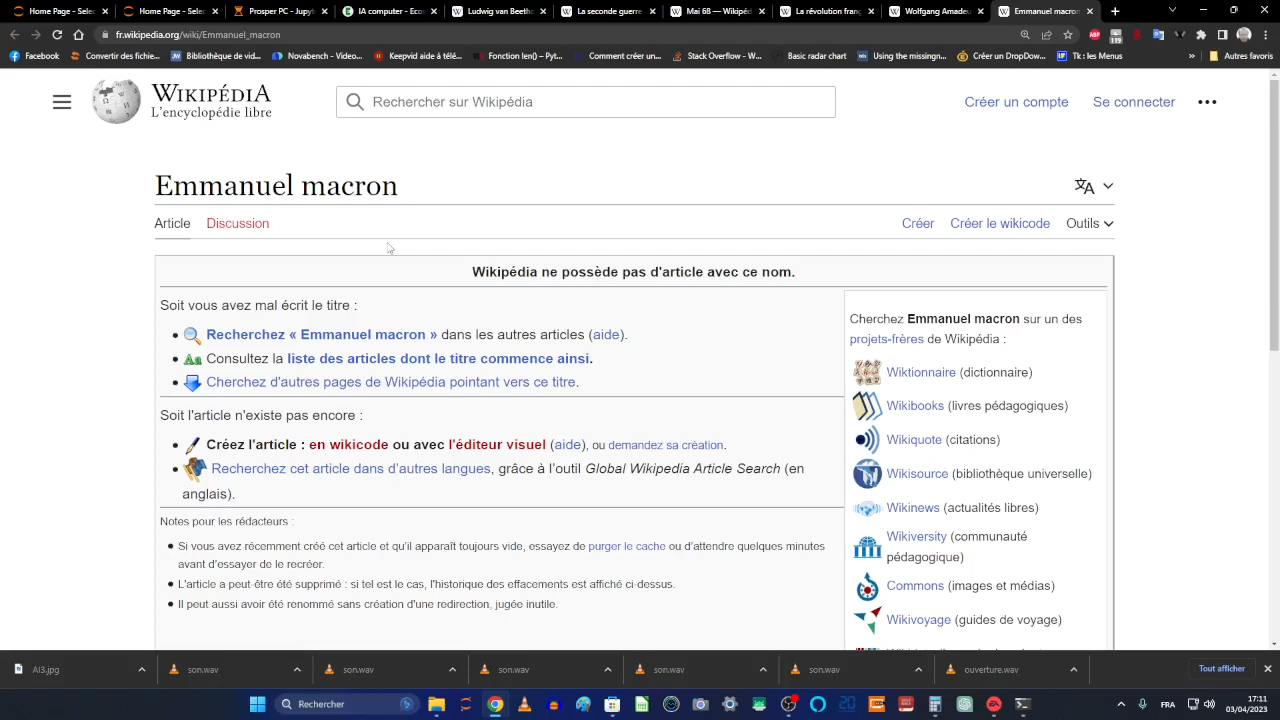 Orange - Selec
Orange - Selec
Prosper PC - Jupyt
IA computer - Ecos
Ludwig van Beetho
La seconde guerre
Mai 68 — Wikipéd
La révolution franç
Wolfgang Amadeu
Emmanuel macron
fr.wikipedia.org/wiki/Emmanuel_macron
Facebook
Orange - Selec...
Météo Villeneuve-D...
Bibliothèque de vid...
Novabench - Video...
Keepvid aide à télé...
Fonction len() – Pyt...
Comment créer un...
Stack Overflow - W...
Basic radar chart
Using the missingn...
Créer un DropDow...
Tk : les Menus
»
Autres favoris
WIKIPÉDIA
L'encyclopédie libre
Rechercher sur Wikipédia
Créer un compte
Se connecter
Emmanuel macron
Article
Discussion
Créer
Créer le wikicode
Outils
Wikipédia ne possède pas d'article avec ce nom.
Soit vous avez mal écrit le titre :
Recherchez « Emmanuel macron » dans les autres articles (aide).
Consultez la liste des articles dont le titre commence ainsi.
Cherchez d'autres pages de Wikipédia pointant vers ce titre.
Soit l'article n'existe pas encore :
Créez l'article : en wikicode ou avec l'éditeur visuel (aide), ou demandez sa création.
Recherchez cet article dans d'autres langues, grâce à l'outil Global Wikipedia Article Search (en
anglais).
Notes pour les rédacteurs :
Si vous avez récemment créé cet article et qu'il apparaît toujours vide, essayez de purger le cache ou d'attendre quelques minutes
avant d'essayer de le recréer.
L'article a peut-être été supprimé : si tel est le cas, l'historique des effacements est affiché ci-dessus.
Il peut aussi avoir été renommé sans création d'une redirection, jugée inutile.
Cherchez Emmanuel macron sur un des
projets-frères de Wikipédia :
Wiktionnaire (dictionnaire)
Wikibooks (livres pédagogiques)
Wikiquote (citations)
Wikisource (bibliothèque universelle)
Wikinews (actualités libres)
Wikiversity (communauté
pédagogique)
Commons (images et médias)
Wikivoyage (guides de voyage)
AI3.jpg
son.wav
son.wav
son.wav
son.wav
son.wav
ouverture.wav
Tout afficher
Rechercher
FRA
17:11
03/04/2023